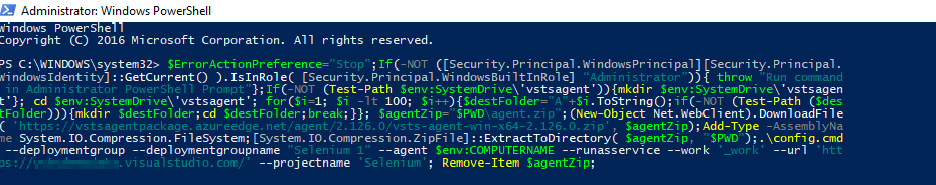 Administrator: Windows PowerShell
Windows PowerShell
Copyright (C) 2016 Microsoft Corporation. All rights reserved.
PS C:\WINDOWS\system32> $ErrorActionPreference="Stop";If(-NOT ([Security.Principal.WindowsPrincipal][Security.Principal.
WindowsIdentity]::GetCurrent() ).IsInRole( [Security.Principal.WindowsBuiltInRole] "Administrator")){ throw "Run command
 in Administrator PowerShell Prompt"};If(-NOT (Test-Path $env:SystemDrive\'vstsagent')){mkdir $env:SystemDrive\'vstsagen
t'}; cd $env:SystemDrive\'vstsagent'; for($i=1; $i -lt 100; $i++){$destFolder="A"+$i.ToString();if(-NOT (Test-Path ($des
tFolder))){mkdir $destFolder;cd $destFolder;break;}}; $agentZip="$PWD\agent.zip";(New-Object Net.WebClient).DownloadFile
( 'https://vstsagentpackage.azureedge.net/agent/2.126.0/vsts-agent-win-x64-2.126.0.zip', $agentZip);Add-Type -AssemblyNa
me System.IO.Compression.FileSystem;[System.IO.Compression.ZipFile]::ExtractToDirectory( $agentZip, "$PWD");.\config.cmd
 --deploymentgroup --deploymentgroupname "Selenium 1" --agent $env:COMPUTERNAME --runasservice --work '_work' --url 'htt
ps:// .visualstudio.com/' --projectname 'Selenium'; Remove-Item $agentZip;